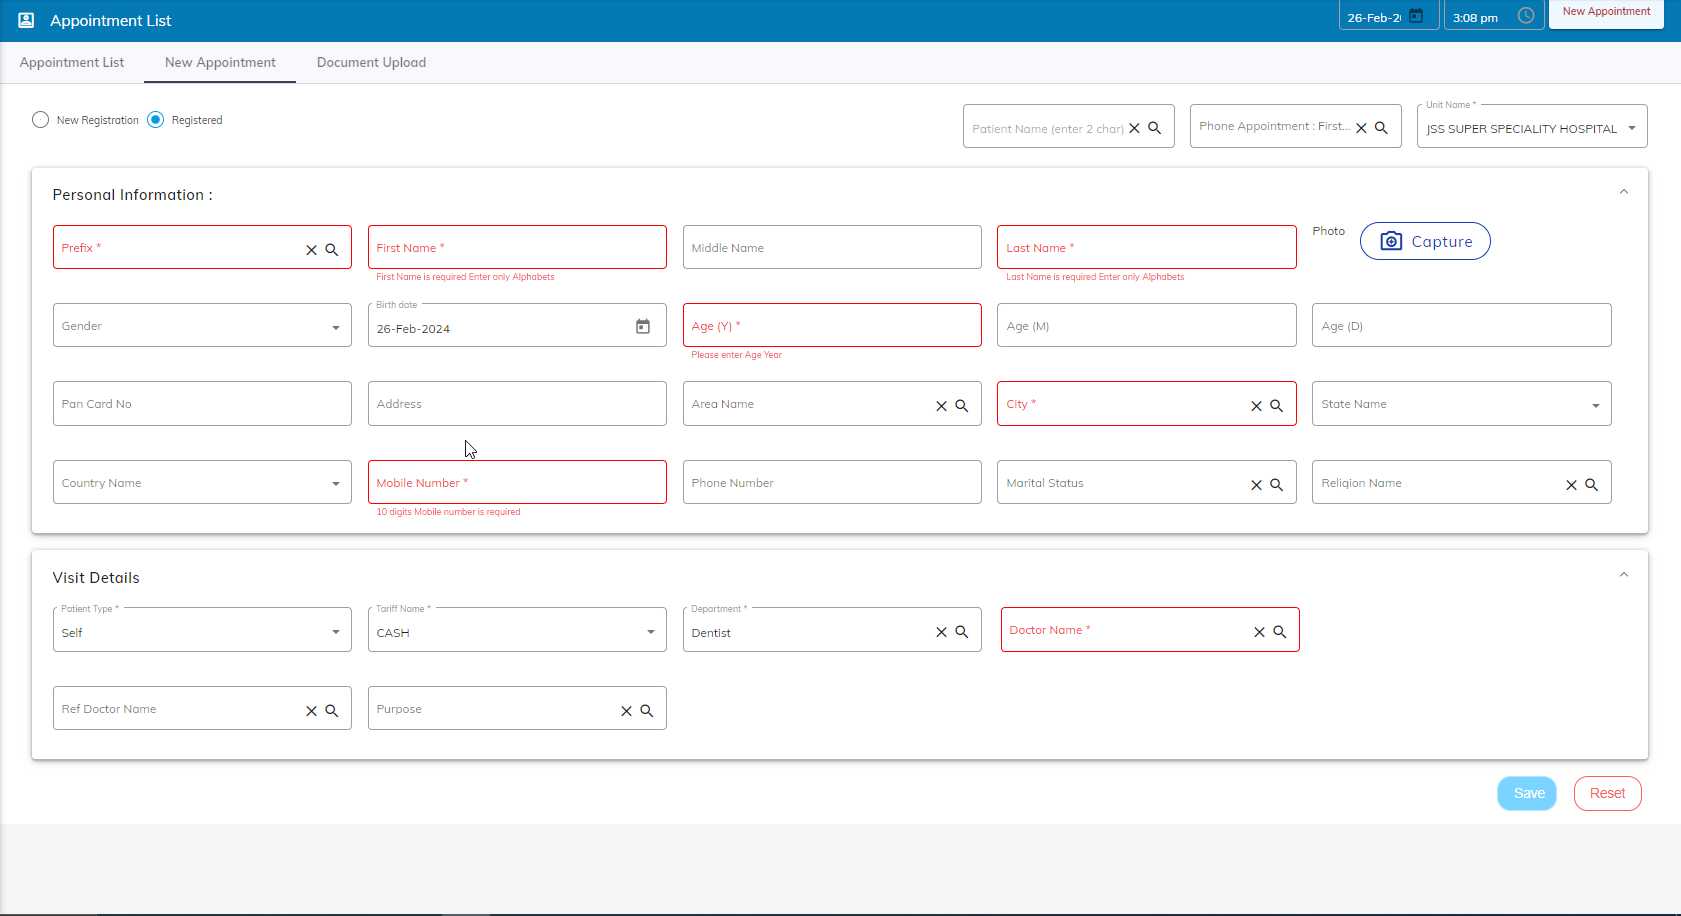 Appointment List
26-Feb-2
3:08 pm
New Appointment
Appointment List
New Appointment
Document Upload
New Registration
Registered
Patient Name (enter 2 char)
Phone Appointment : First...
Unit Name *
JSS SUPER SPECIALITY HOSPITAL
Personal Information :
Prefix *
First Name *
First Name is required Enter only Alphabets
Middle Name
Last Name *
Last Name is required Enter only Alphabets
Photo
Capture
Gender
Birth date
26-Feb-2024
Age (Y) *
Please enter Age Year
Age (M)
Age (D)
Pan Card No
Address
Area Name
City *
State Name
Country Name
Mobile Number *
10 digits Mobile number is required
Phone Number
Marital Status
Religion Name
Visit Details
Patient Type *
Self
Tariff Name *
CASH
Department *
Dentist
Doctor Name *
Ref Doctor Name
Purpose
Save
Reset